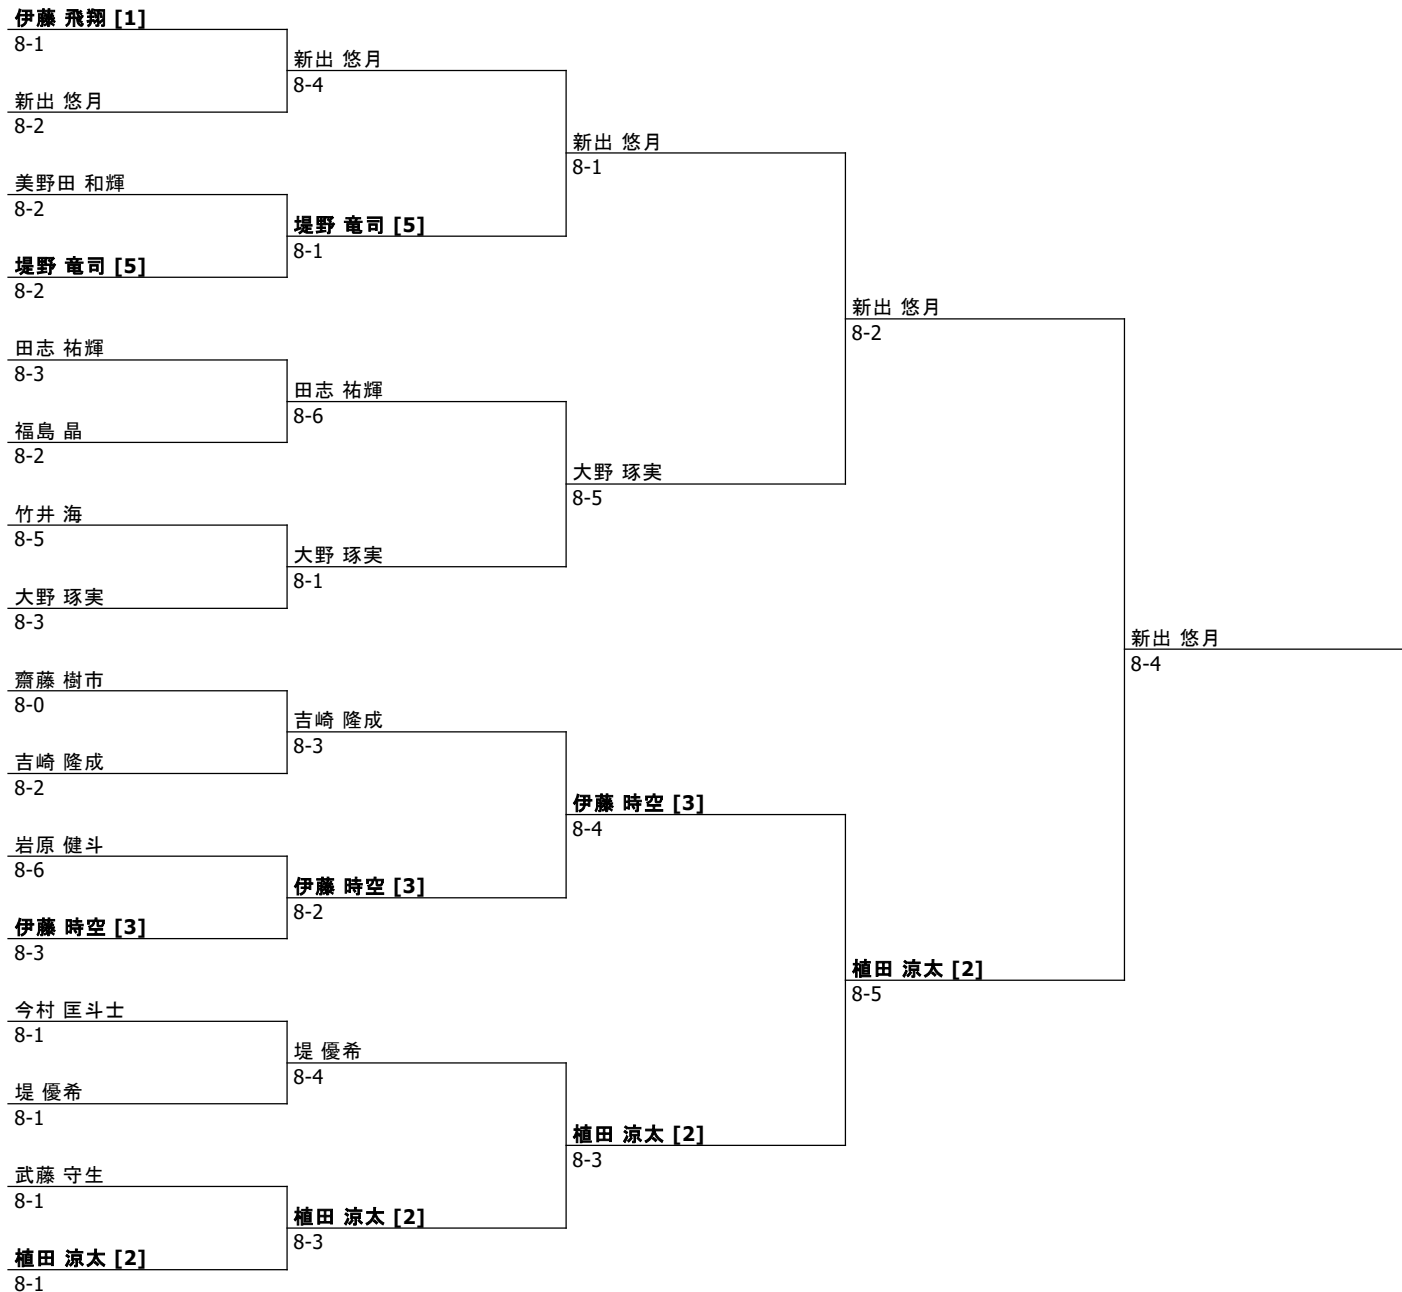 伊藤 飛翔 [1]
8-1
新出 悠月
8-2
美野田 和輝
8-2
堤野 竜司 [5]
8-2
田志 祐輝
8-3
福島 晶
8-2
竹井 海
8-5
大野 琢実
8-3
齋藤 樹市
8-0
吉崎 隆成
8-2
岩原 健斗
8-6
伊藤 時空 [3]
8-3
今村 匡斗士
8-1
堤 優希
8-1
武藤 守生
8-1
植田 涼太 [2]
8-1
新出 悠月
8-4
堤野 竜司 [5]
8-1
田志 祐輝
8-6
大野 琢実
8-1
吉崎 隆成
8-3
伊藤 時空 [3]
8-2
堤 優希
8-4
植田 涼太 [2]
8-3
新出 悠月
8-1
大野 琢実
8-5
伊藤 時空 [3]
8-4
植田 涼太 [2]
8-3
新出 悠月
8-2
植田 涼太 [2]
8-5
新出 悠月
8-4